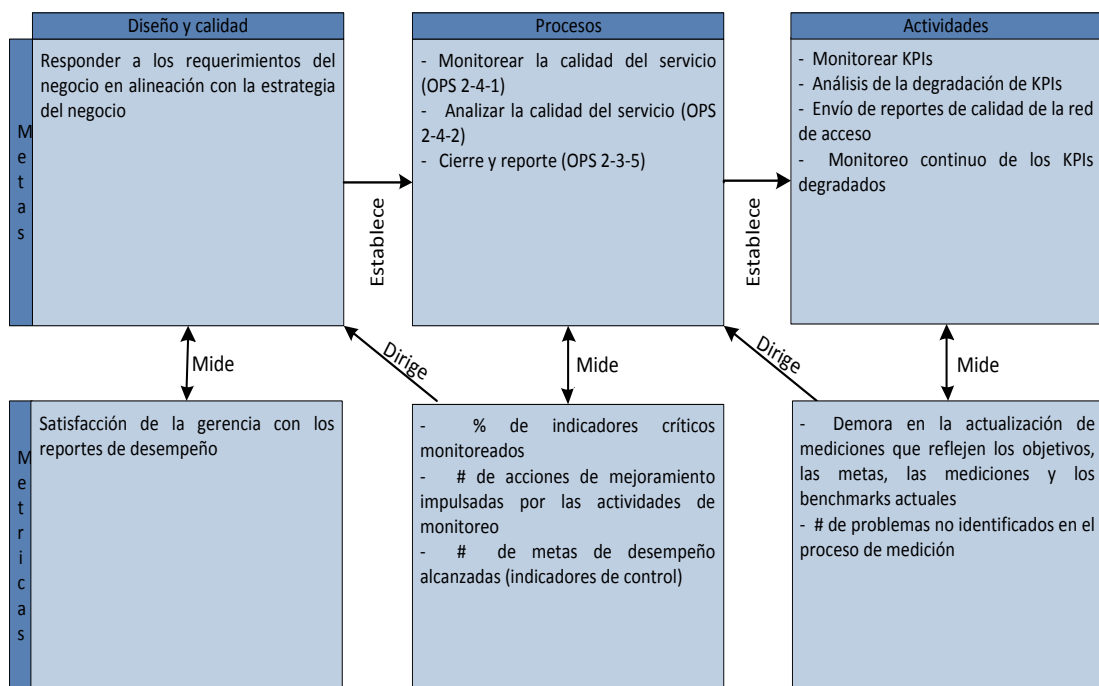 Diseño y calidad
Procesos
Actividades
Metas
Responder a los requerimientos del
negocio en alineación con la estrategia
del negocio
- Monitorear la calidad del servicio
(OPS 2-4-1)
- Analizar la calidad del servicio (OPS
2-4-2)
- Cierre y reporte (OPS 2-3-5)
- Monitorear KPIs
- Análisis de la degradación de KPIs
- Envío de reportes de calidad de la red
de acceso
- Monitoreo continuo de los KPIs
degradados
Establece
Establece
Mide
Dirige
Mide
Dirige
Mide
Metricas
Satisfacción de la gerencia con los
reportes de desempeño
- % de indicadores críticos
monitoreados
- # de acciones de mejoramiento
impulsadas por las actividades de
monitoreo
- # de metas de desempeño
alcanzadas (indicadores de control)
- Demora en la actualización de
mediciones que reflejen los objetivos,
las metas, las mediciones y los
benchmarks actuales
- # de problemas no identificados en el
proceso de medición